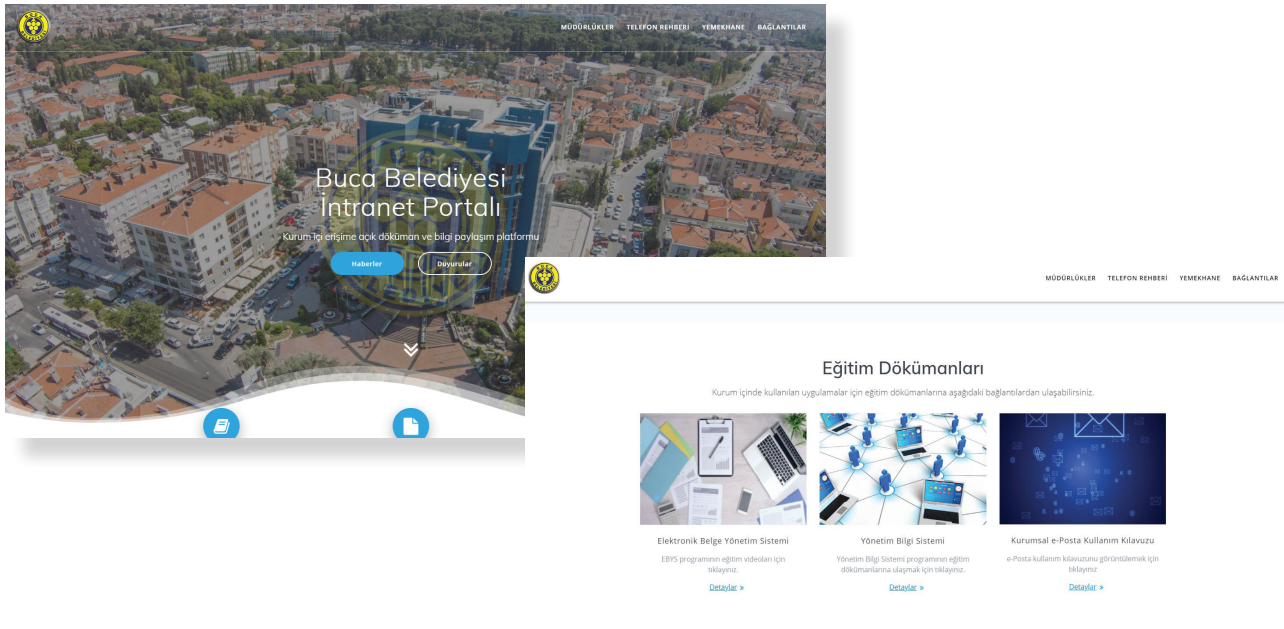 MÜDÜRLÜKLER TELEFON REHBERİ YEMEKHANE BAĞLANTILAR
Buca Belediyesi
İntranet Portalı
Kurum içi erişime açık döküman ve bilgi paylaşım platformu
Haberler Duyurular
MÜDÜRLÜKLER TELEFON REHBERİ YEMEKHANE BAĞLANTILAR
Eğitim Dökümanları
Kurum içinde kullanılan uygulamalar için eğitim dökümanlarına aşağıdaki bağlantılardan ulaşabilirsiniz.
Elektronik Belge Yönetim Sistemi
EBYS programının eğitim videoları için
tıklayınız.
Detaylar »
Yönetim Bilgi Sistemi
Yönetim Bilgi Sistemi programının eğitim
dökümanlarına ulaşmak için tıklayınız.
Detaylar »
Kurumsal e-Posta Kullanım Kılavuzu
e-Posta kullanım kılavuzunu görüntülemek için
tıklayınız
Detaylar »